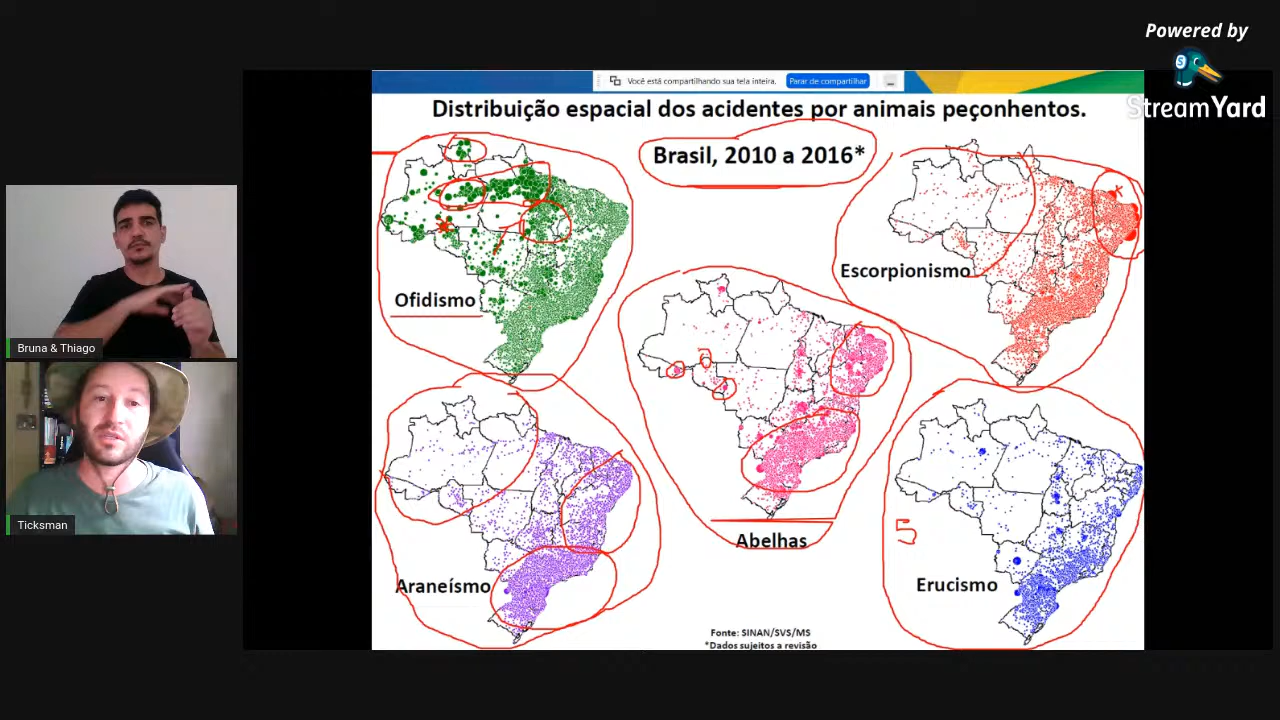 Powered by
StreamYard
Você está compartilhando sua tela inteira.
Parar de compartilhar
Distribuição espacial dos acidentes por animais peçonhentos.
Brasil, 2010 a 2016*
Ofidismo
Escorpionismo
Abelhas
Araneísmo
Erucismo
5
Fonte: SINAN/SVS/MS
*Dados sujeitos a revisão
Bruna & Thiago
Ticksman